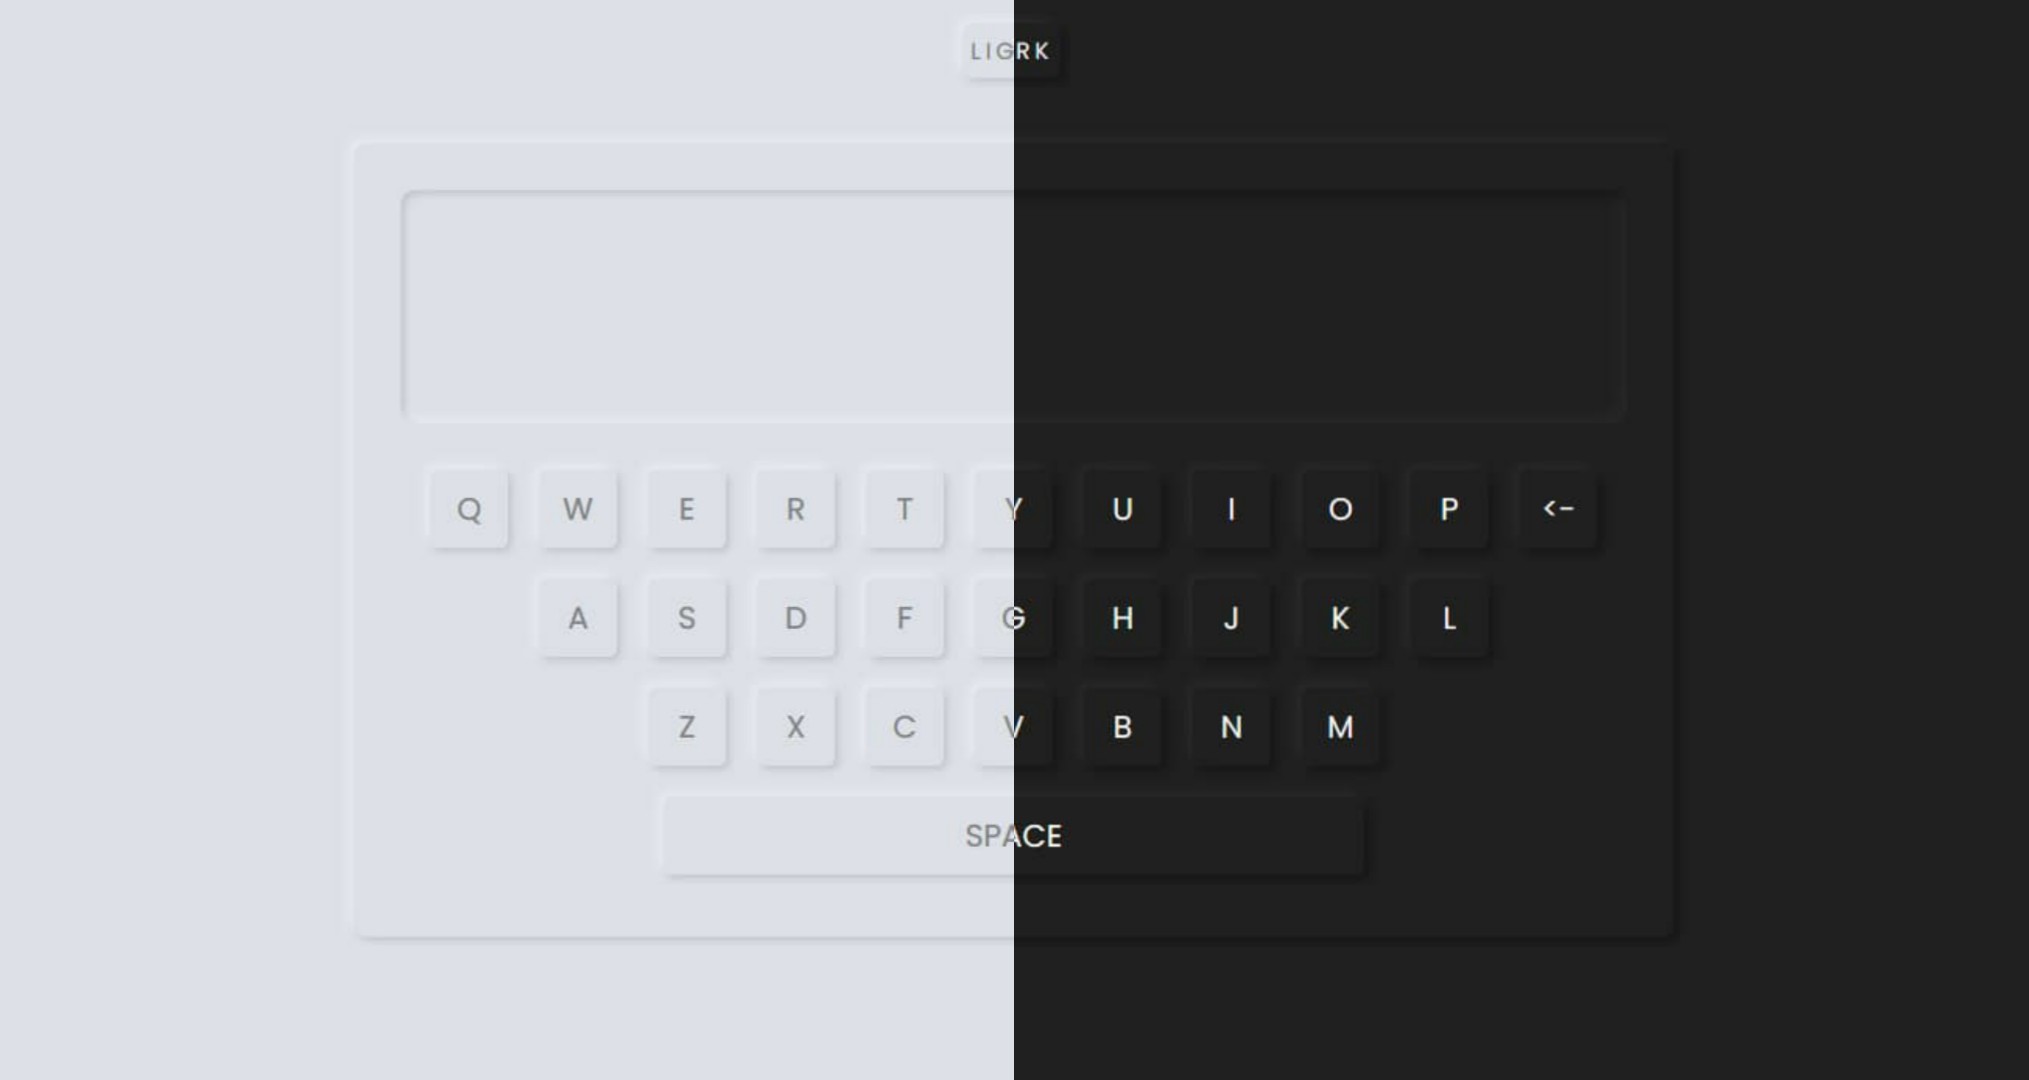 LIGRK
Q W E R T Y U I O P <-
A S D F G H J K L
Z X C V B N M
SPACE